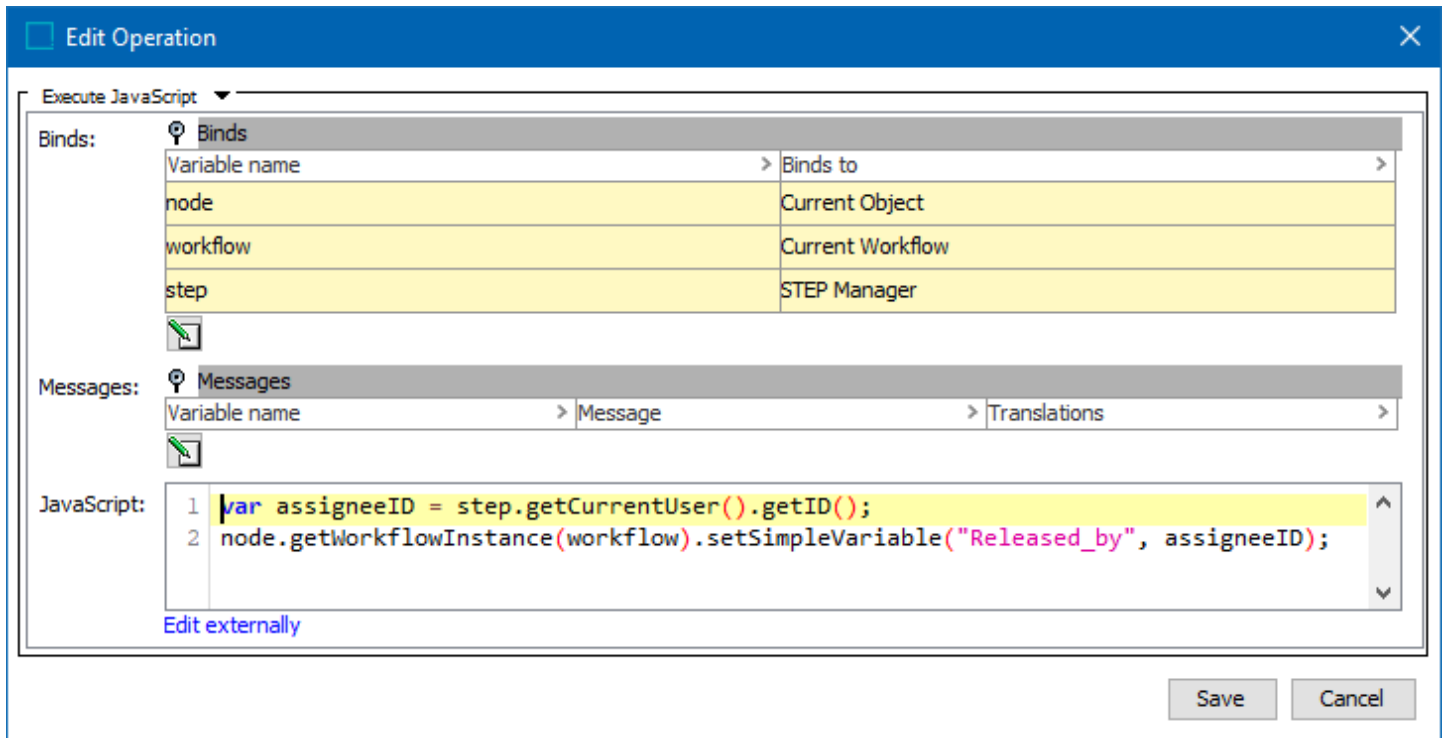 Edit Operation
Execute JavaScript
Binds:
Binds
Variable name > Binds to >
node Current Object
workflow Current Workflow
step STEP Manager
Messages:
Messages
Variable name > Message > Translations >
JavaScript:
1 var assigneeID = step.getCurrentUser().getID();
2 node.getWorkflowInstance(workflow).setSimpleVariable("Released_by", assigneeID);
Edit externally
Save Cancel